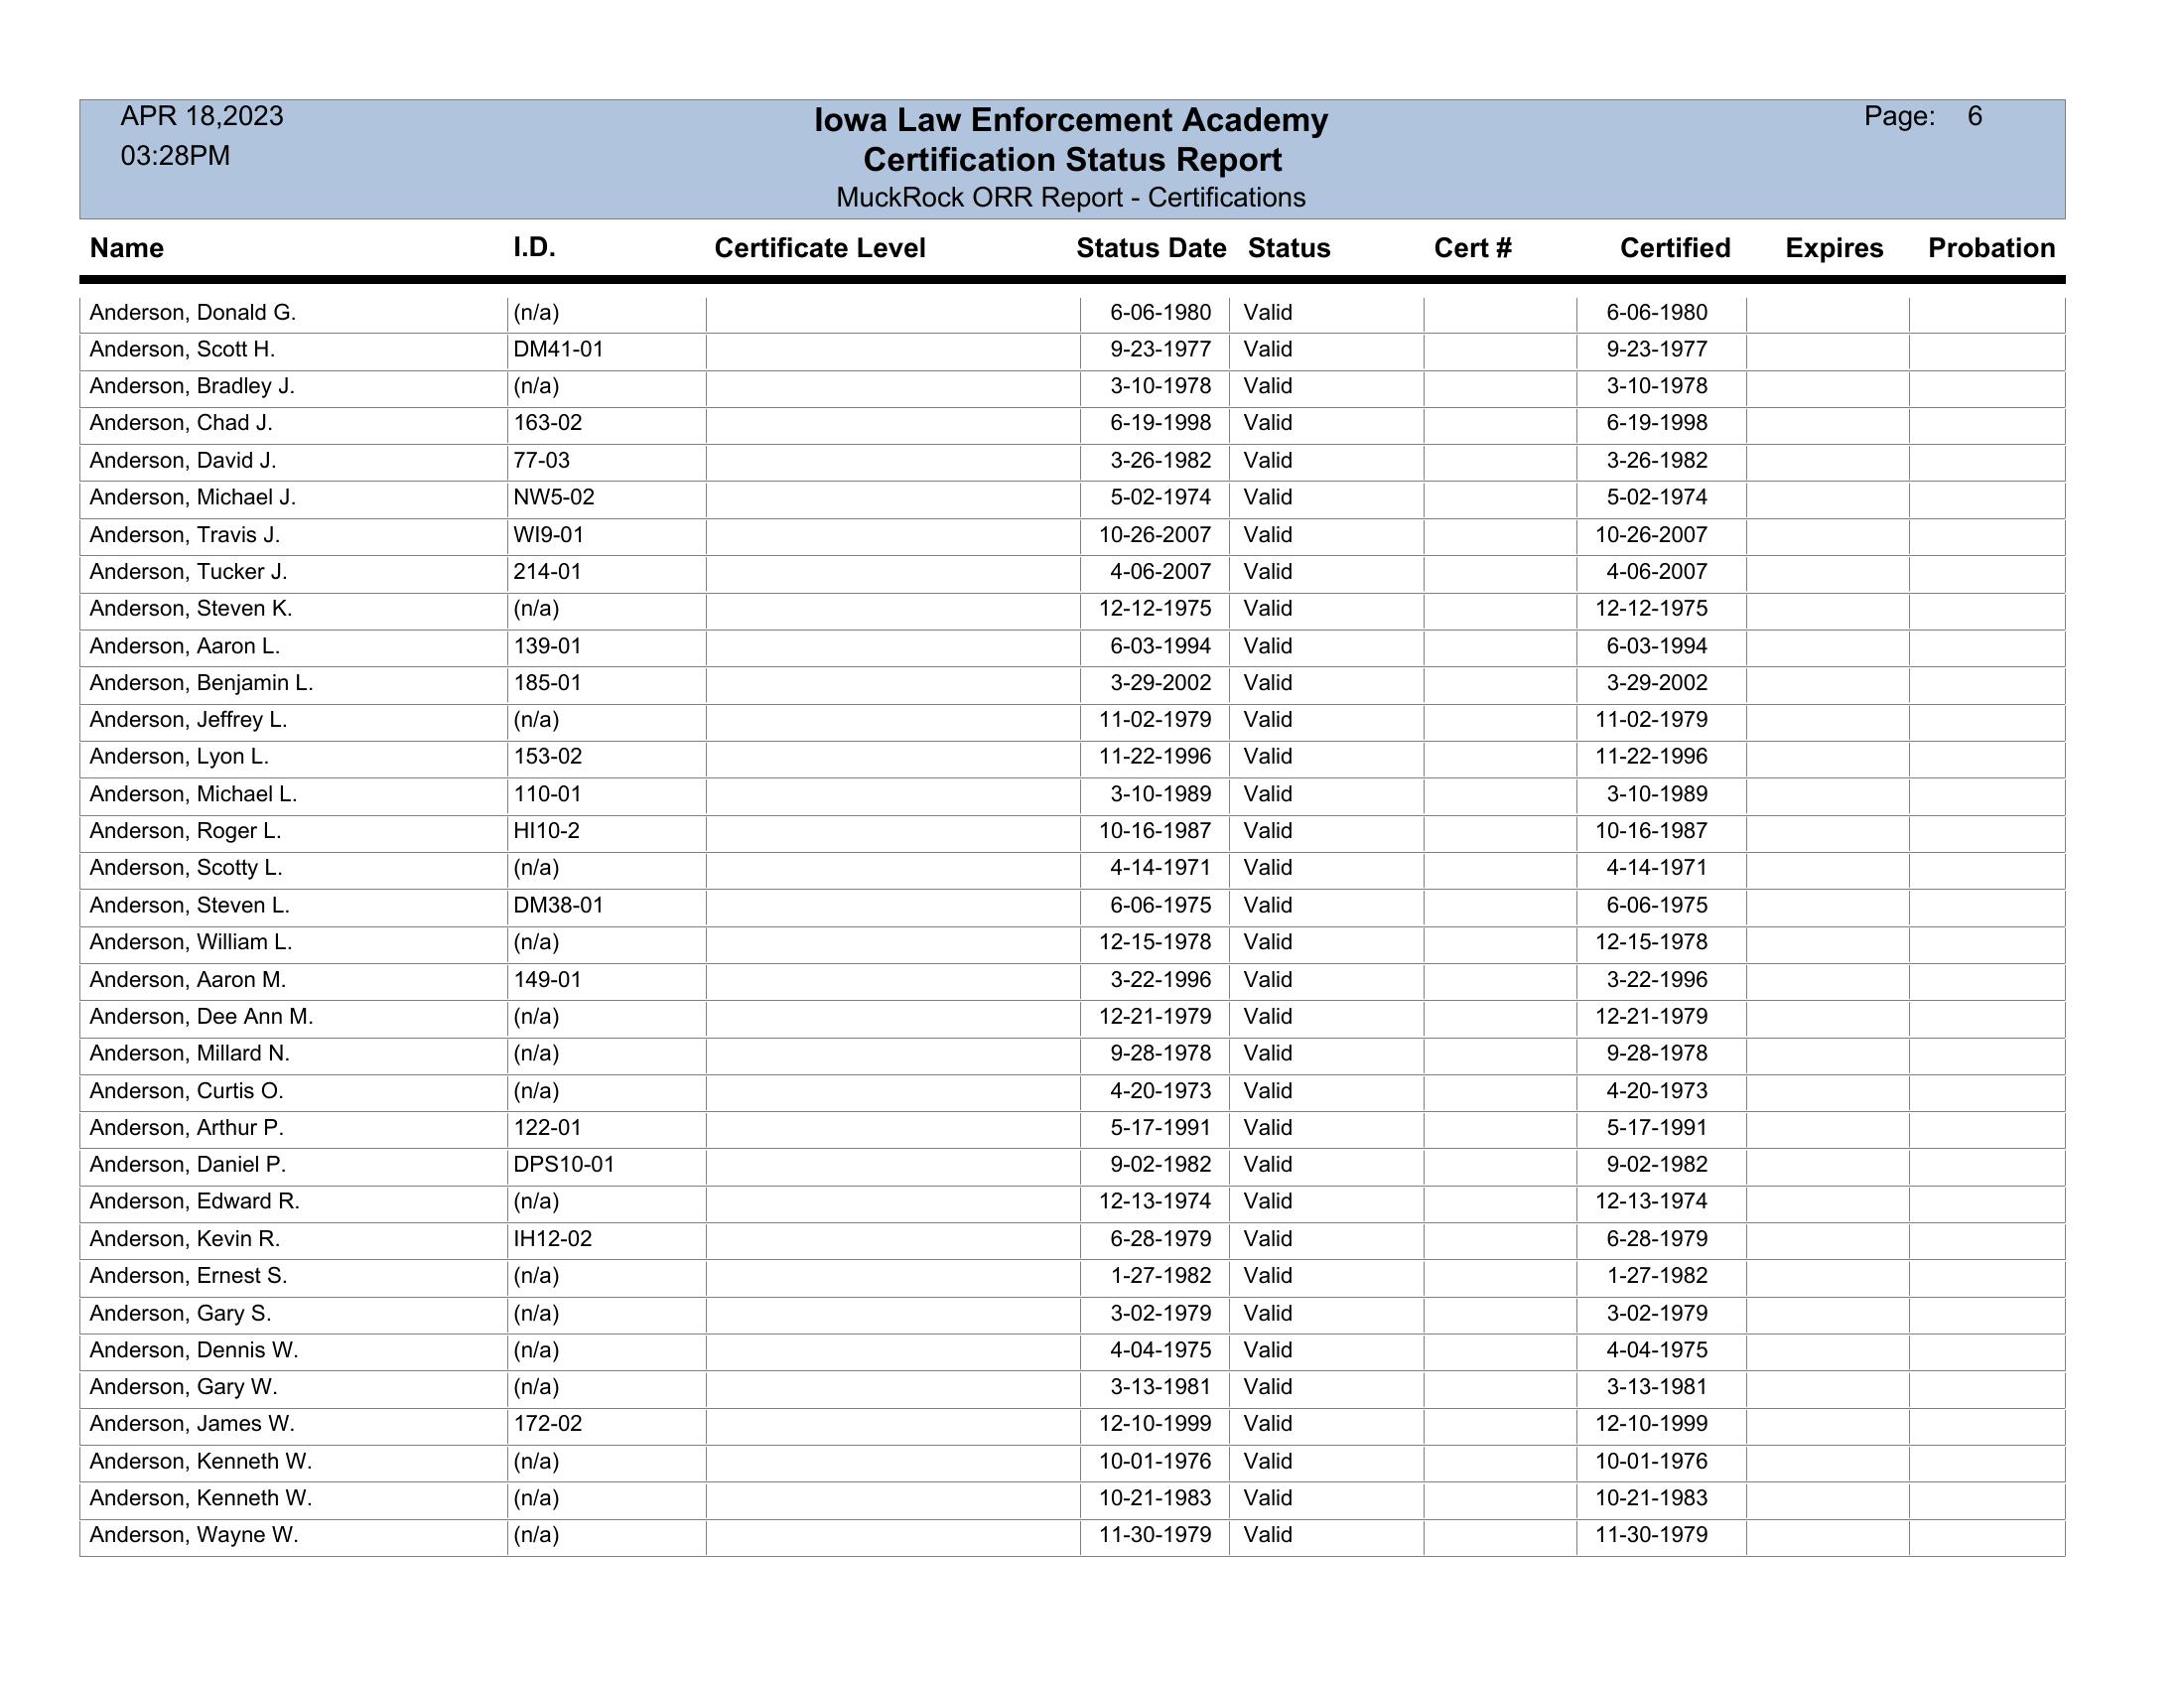 APR 18,2023
03:28PM
Iowa Law Enforcement Academy
Certification Status Report
MuckRock ORR Report - Certifications
Page: 6
Name I.D. Certificate Level Status Date Status Cert # Certified Expires Probation
Anderson, Donald G. (n/a) 6-06-1980 Valid 6-06-1980
Anderson, Scott H. DM41-01 9-23-1977 Valid 9-23-1977
Anderson, Bradley J. (n/a) 3-10-1978 Valid 3-10-1978
Anderson, Chad J. 163-02 6-19-1998 Valid 6-19-1998
Anderson, David J. 77-03 3-26-1982 Valid 3-26-1982
Anderson, Michael J. NW5-02 5-02-1974 Valid 5-02-1974
Anderson, Travis J. WI9-01 10-26-2007 Valid 10-26-2007
Anderson, Tucker J. 214-01 4-06-2007 Valid 4-06-2007
Anderson, Steven K. (n/a) 12-12-1975 Valid 12-12-1975
Anderson, Aaron L. 139-01 6-03-1994 Valid 6-03-1994
Anderson, Benjamin L. 185-01 3-29-2002 Valid 3-29-2002
Anderson, Jeffrey L. (n/a) 11-02-1979 Valid 11-02-1979
Anderson, Lyon L. 153-02 11-22-1996 Valid 11-22-1996
Anderson, Michael L. 110-01 3-10-1989 Valid 3-10-1989
Anderson, Roger L. HI10-2 10-16-1987 Valid 10-16-1987
Anderson, Scotty L. (n/a) 4-14-1971 Valid 4-14-1971
Anderson, Steven L. DM38-01 6-06-1975 Valid 6-06-1975
Anderson, William L. (n/a) 12-15-1978 Valid 12-15-1978
Anderson, Aaron M. 149-01 3-22-1996 Valid 3-22-1996
Anderson, Dee Ann M. (n/a) 12-21-1979 Valid 12-21-1979
Anderson, Millard N. (n/a) 9-28-1978 Valid 9-28-1978
Anderson, Curtis O. (n/a) 4-20-1973 Valid 4-20-1973
Anderson, Arthur P. 122-01 5-17-1991 Valid 5-17-1991
Anderson, Daniel P. DPS10-01 9-02-1982 Valid 9-02-1982
Anderson, Edward R. (n/a) 12-13-1974 Valid 12-13-1974
Anderson, Kevin R. IH12-02 6-28-1979 Valid 6-28-1979
Anderson, Ernest S. (n/a) 1-27-1982 Valid 1-27-1982
Anderson, Gary S. (n/a) 3-02-1979 Valid 3-02-1979
Anderson, Dennis W. (n/a) 4-04-1975 Valid 4-04-1975
Anderson, Gary W. (n/a) 3-13-1981 Valid 3-13-1981
Anderson, James W. 172-02 12-10-1999 Valid 12-10-1999
Anderson, Kenneth W. (n/a) 10-01-1976 Valid 10-01-1976
Anderson, Kenneth W. (n/a) 10-21-1983 Valid 10-21-1983
Anderson, Wayne W. (n/a) 11-30-1979 Valid 11-30-1979